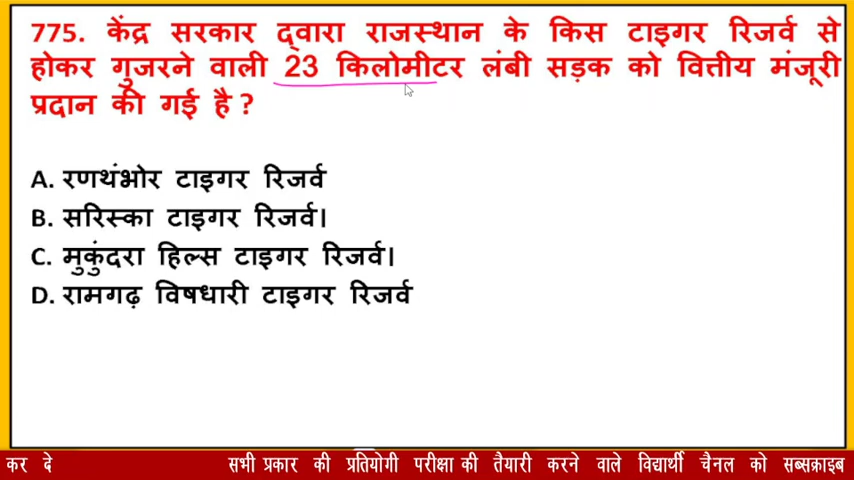 775. केंद्र सरकार द्वारा राजस्थान के किस टाइगर रिजर्व से
होकर गुजरने वाली 23 किलोमीटर लंबी सड़क को वित्तीय मंजूरी
प्रदान की गई है ?
A. रणथंभोर टाइगर रिजर्व
B. सरिस्का टाइगर रिजर्व।
C. मुकुंदरा हिल्स टाइगर रिजर्व।
D. रामगढ़ विषधारी टाइगर रिजर्व
कर दे सभी प्रकार की प्रतियोगी परीक्षा की तैयारी करने वाले विद्यार्थी चैनल को सब्सक्राइब